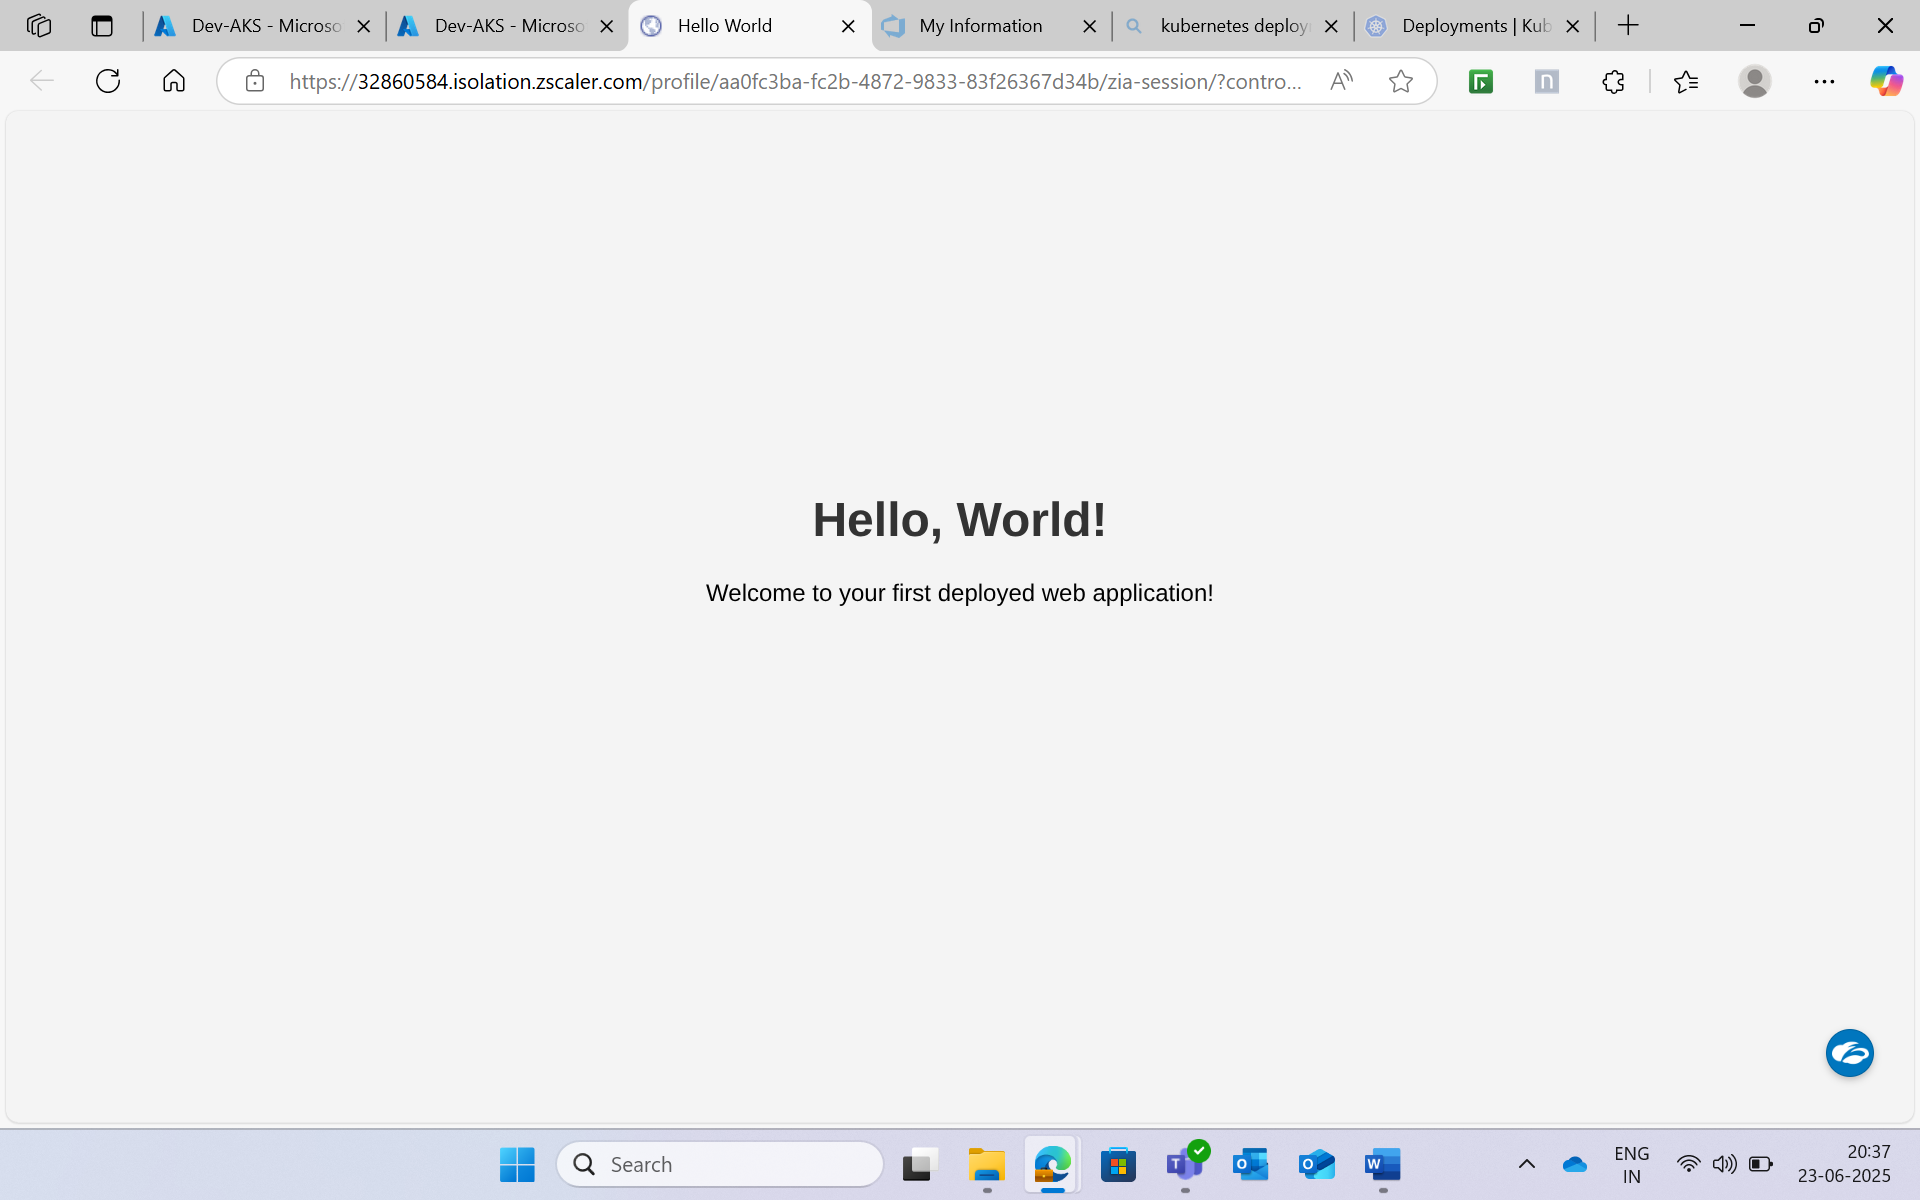 Dev-AKS - Microso
Dev-AKS - Microso
Hello World
My Information
kubernetes deploy
Deployments | Kub
https://32860584.isolation.zscaler.com/profile/aa0fc3ba-fc2b-4872-9833-83f26367d34b/zia-session/?contro...
Hello, World!
Welcome to your first deployed web application!
Search
ENG
IN
20:37
23-06-2025